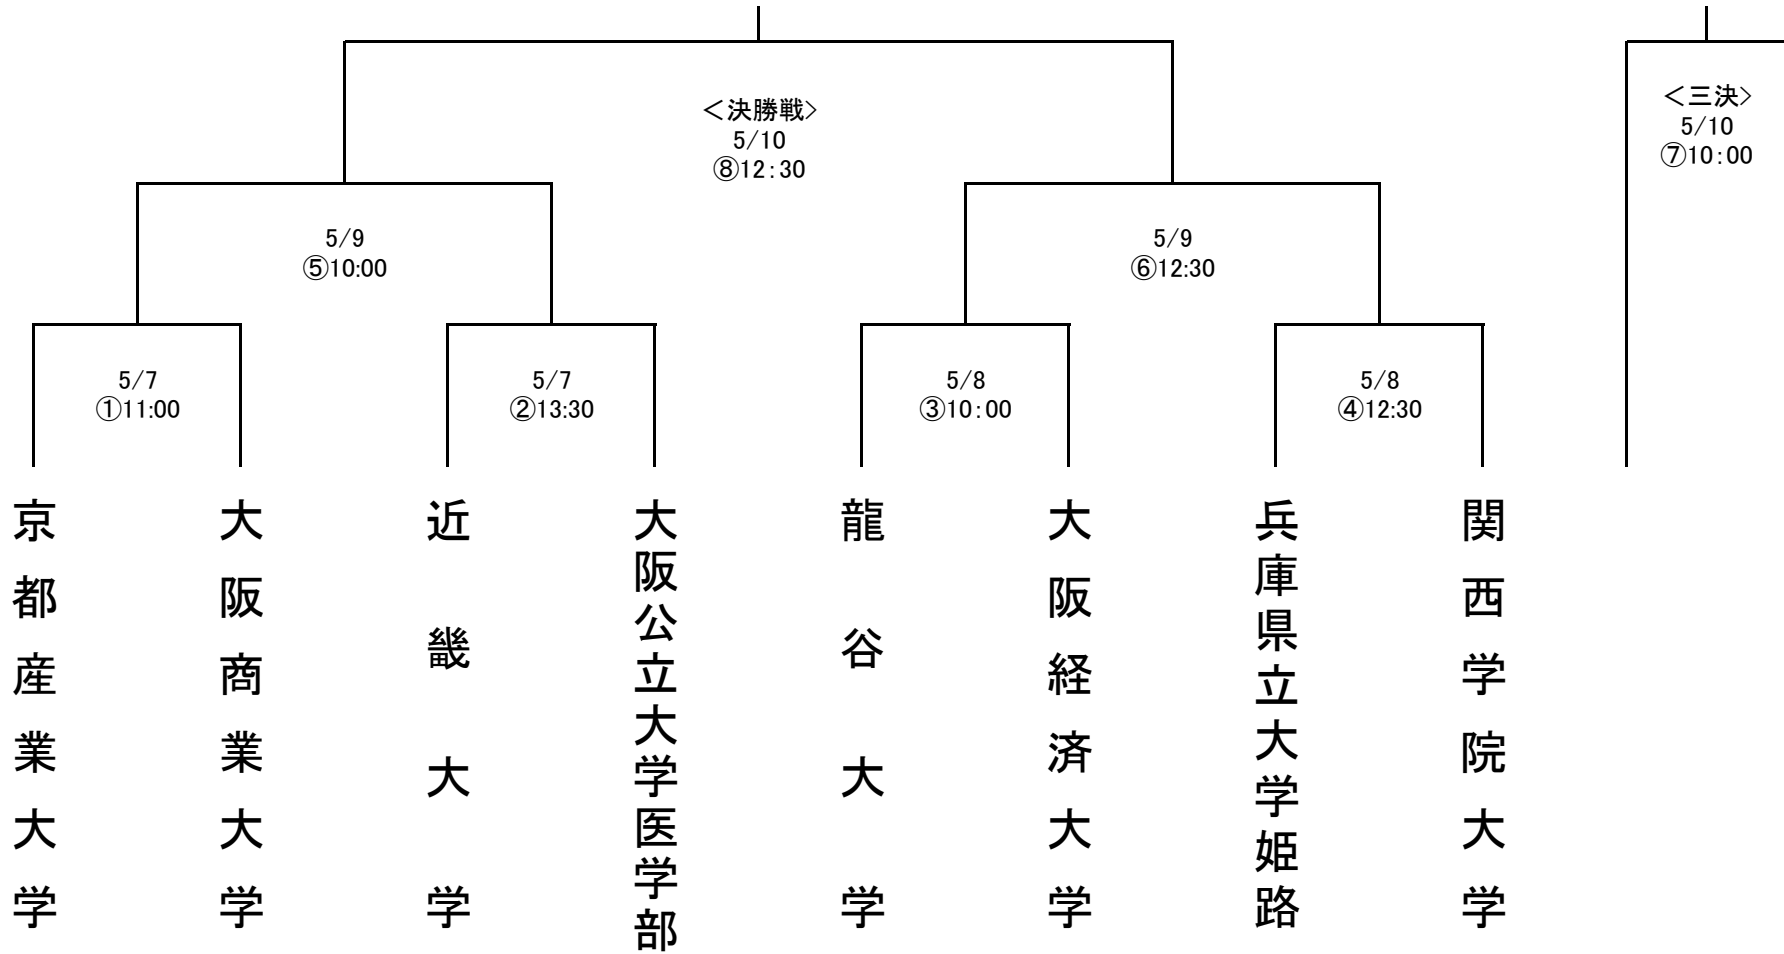 ＜決勝戦＞
5/10
⑧12：30
＜三決＞
5/10
⑦10：00
5/9
⑤10:00
5/9
⑥12:30
5/7
①11:00
5/7
②13:30
5/8
③10：00
5/8
④12:30
京都産業大学
大阪商業大学
近畿大学
大阪公立大学医学部
龍谷大学
大阪経済大学
兵庫県立大学姫路
関西学院大学